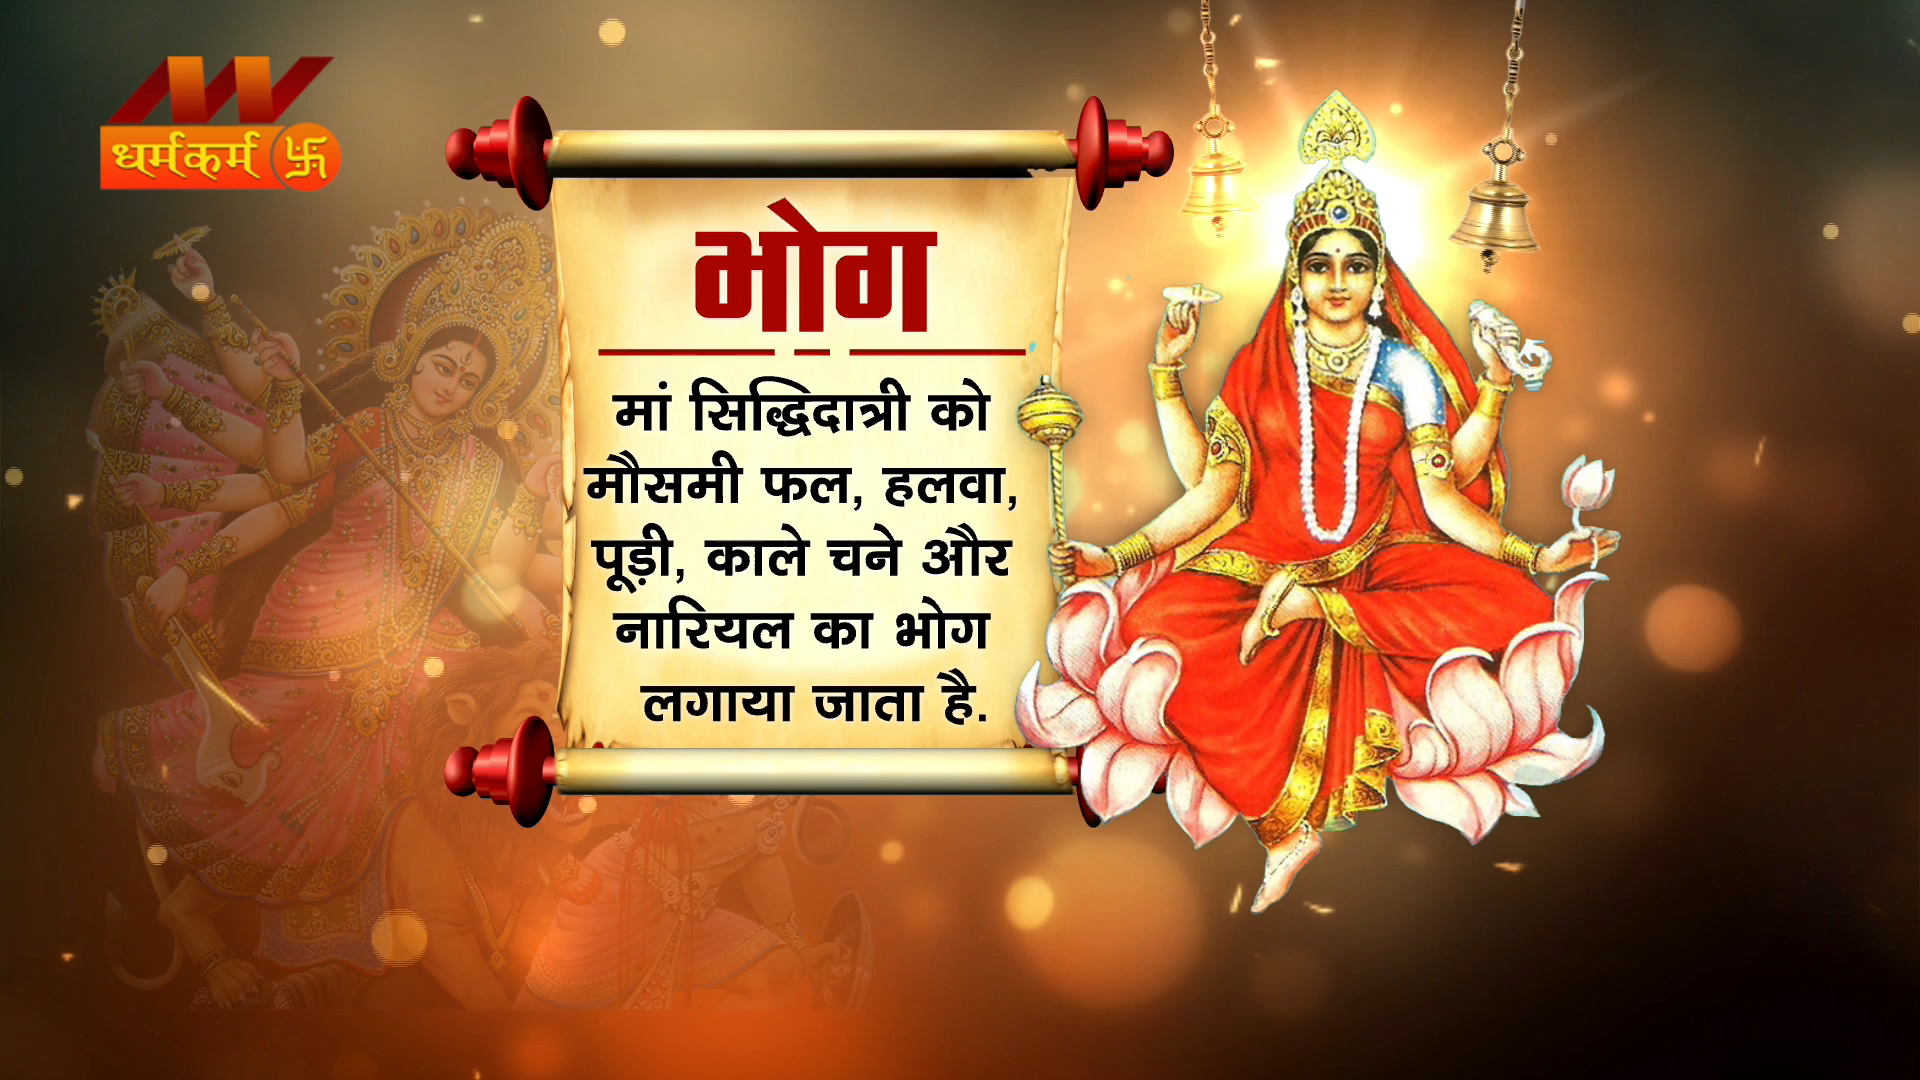 धर्मकर्म
भोग
मां सिद्धिदात्री को
मौसमी फल, हलवा,
पूड़ी, काले चने और
नारियल का भोग
लगाया जाता है.